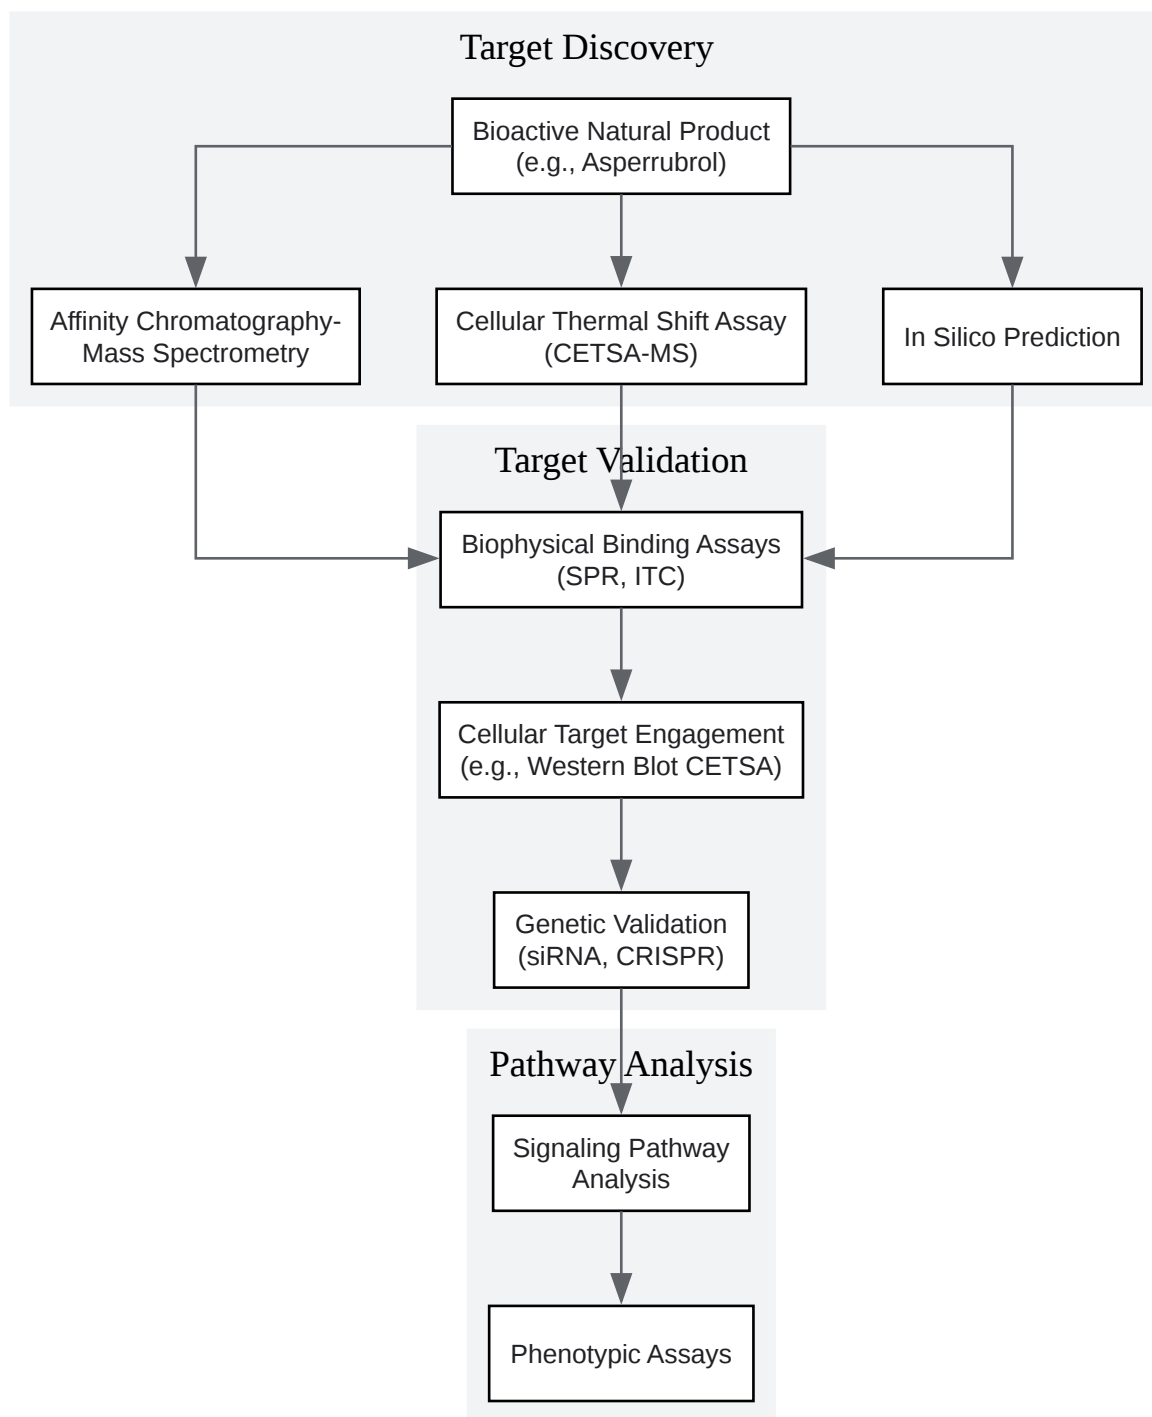 Target Discovery
Bioactive Natural Product
(e.g., Asperrubrol)
Affinity Chromatography-
Mass Spectrometry
Cellular Thermal Shift Assay
(CETSA-MS)
In Silico Prediction
Target Validation
Biophysical Binding Assays
(SPR, ITC)
Cellular Target Engagement
(e.g., Western Blot CETSA)
Genetic Validation
(siRNA, CRISPR)
Pathway Analysis
Signaling Pathway
Analysis
Phenotypic Assays